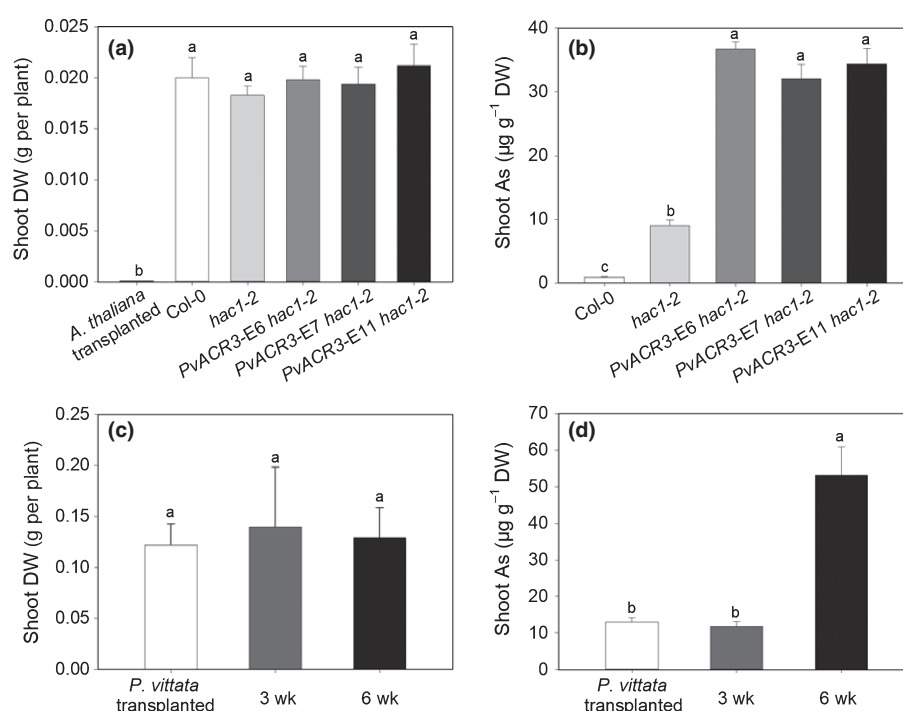 (a)
Shoot DW (g per plant)
0.025
0.020
0.015
0.010
0.005
0.000
b
a
a
a
a
a
A. thaliana
transplanted
Col-0
hac1-2
PvACR3-E6 hac1-2
PvACR3-E7 hac1-2
PvACR3-E11 hac1-2
(b)
Shoot As (µg g⁻¹ DW)
40
30
20
10
0
c
b
a
a
a
Col-0
hac1-2
PvACR3-E6 hac1-2
PvACR3-E7 hac1-2
PvACR3-E11 hac1-2
(c)
Shoot DW (g per plant)
0.25
0.20
0.15
0.10
0.05
0.00
a
a
a
P. vittata
transplanted
3 wk
6 wk
(d)
Shoot As (µg g⁻¹ DW)
70
60
50
40
30
20
10
0
b
b
a
P. vittata
transplanted
3 wk
6 wk